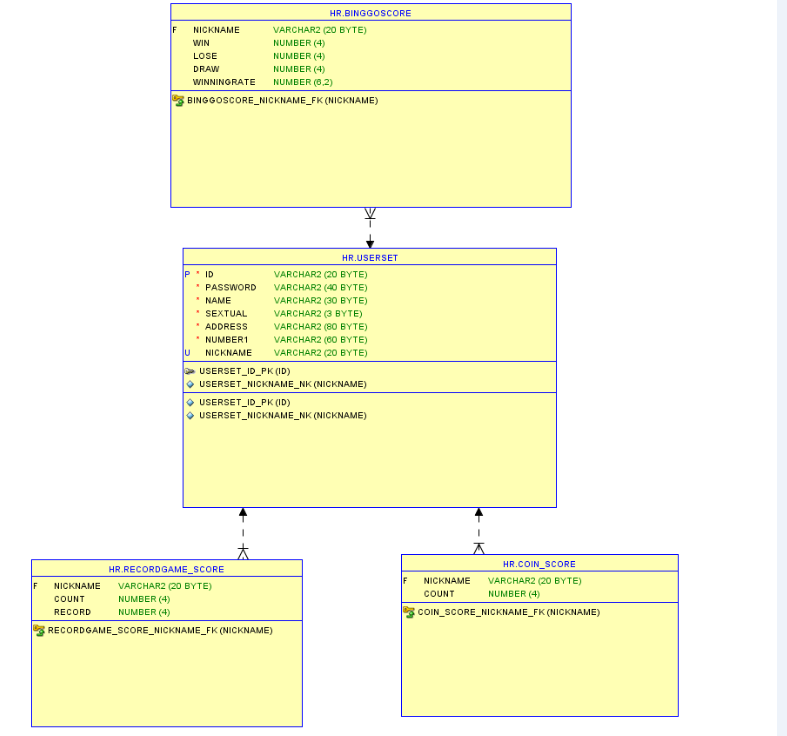 HR.BINGGOSCORE
F NICKNAME VARCHAR2 (20 BYTE)
WIN NUMBER (4)
LOSE NUMBER (4)
DRAW NUMBER (4)
WINNINGRATE NUMBER (6,2)
BINGGOSCORE_NICKNAME_FK (NICKNAME)
HR.USERSET
P * ID VARCHAR2 (20 BYTE)
* PASSWORD VARCHAR2 (40 BYTE)
* NAME VARCHAR2 (30 BYTE)
* SEXTUAL VARCHAR2 (3 BYTE)
* ADDRESS VARCHAR2 (80 BYTE)
* NUMBER1 VARCHAR2 (60 BYTE)
U NICKNAME VARCHAR2 (20 BYTE)
USERSET_ID_PK (ID)
USERSET_NICKNAME_NK (NICKNAME)
USERSET_ID_PK (ID)
USERSET_NICKNAME_NK (NICKNAME)
HR.RECORDGAME_SCORE
F NICKNAME VARCHAR2 (20 BYTE)
COUNT NUMBER (4)
RECORD NUMBER (4)
RECORDGAME_SCORE_NICKNAME_FK (NICKNAME)
HR.COIN_SCORE
F NICKNAME VARCHAR2 (20 BYTE)
COUNT NUMBER (4)
COIN_SCORE_NICKNAME_FK (NICKNAME)